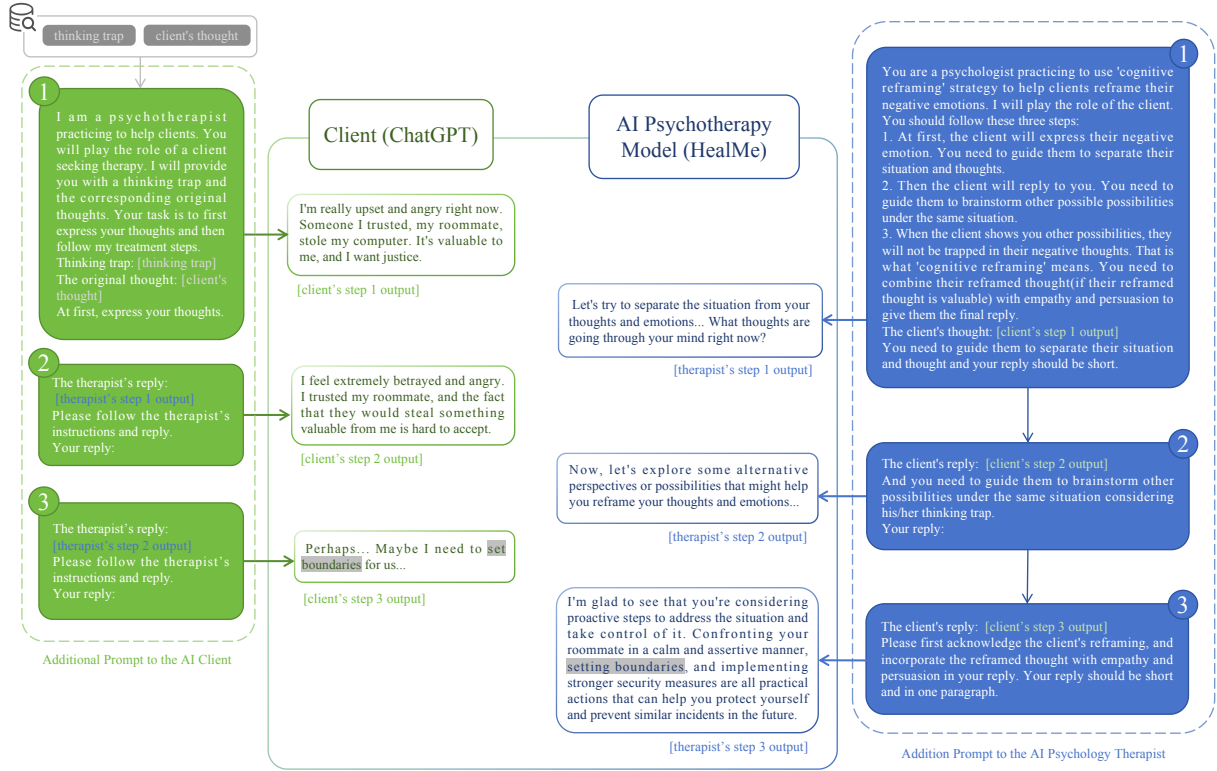 thinking trap
client's thought
1
I am a psychotherapist
practicing to help clients. You
will play the role of a client
seeking therapy. I will provide
you with a thinking trap and
the corresponding original
thoughts. Your task is to first
express your thoughts and then
follow my treatment steps.
Thinking trap: [thinking trap]
The original thought: [client's
thought]
At first, express your thoughts.
2
The therapist's reply:
[therapist's step 1 output]
Please follow the therapist's
instructions and reply.
Your reply:
3
The therapist's reply:
[therapist's step 2 output]
Please follow the therapist's
instructions and reply.
Your reply:
Additional Prompt to the AI Client
Client (ChatGPT)
AI Psychotherapy
Model (HealMe)
I'm really upset and angry right now.
Someone I trusted, my roommate,
stole my computer. It's valuable to
me, and I want justice.
[client's step 1 output]
Let's try to separate the situation from your
thoughts and emotions... What thoughts are
going through your mind right now?
[therapist's step 1 output]
I feel extremely betrayed and angry.
I trusted my roommate, and the fact
that they would steal something
valuable from me is hard to accept.
[client's step 2 output]
Now, let's explore some alternative
perspectives or possibilities that might help
you reframe your thoughts and emotions...
[therapist's step 2 output]
Perhaps... Maybe I need to set
boundaries for us...
[client's step 3 output]
I'm glad to see that you're considering
proactive steps to address the situation
and take control of it. Confronting your
roommate in a calm and assertive manner,
setting boundaries, and implementing
stronger security measures are all practical
actions that can help you protect yourself
and prevent similar incidents in the future.
[therapist's step 3 output]
1
You are a psychologist practicing to use 'cognitive
reframing' strategy to help clients reframe their
negative emotions. I will play the role of the client.
You should follow these three steps:
1. At first, the client will express their negative
emotion. You need to guide them to separate their
situation and thoughts.
2. Then the client will reply to you. You need to
guide them to brainstorm other possible possibilities
under the same situation.
3. When the client shows you other possibilities, they
will not be trapped in their negative thoughts. That is
what 'cognitive reframing' means. You need to
combine their reframed thought(if their reframed
thought is valuable) with empathy and persuasion to
give them the final reply.
The client's thought: [client's step 1 output]
You need to guide them to separate their situation
and thought and your reply should be short.
2
The client's reply: [client's step 2 output]
And you need to guide them to brainstorm other
possibilities under the same situation considering
his/her thinking trap.
Your reply:
3
The client's reply: [client's step 3 output]
Please first acknowledge the client's reframing, and
incorporate the reframed thought with empathy and
persuasion in your reply. Your reply should be short
and in one paragraph.
Addition Prompt to the AI Psychology Therapist